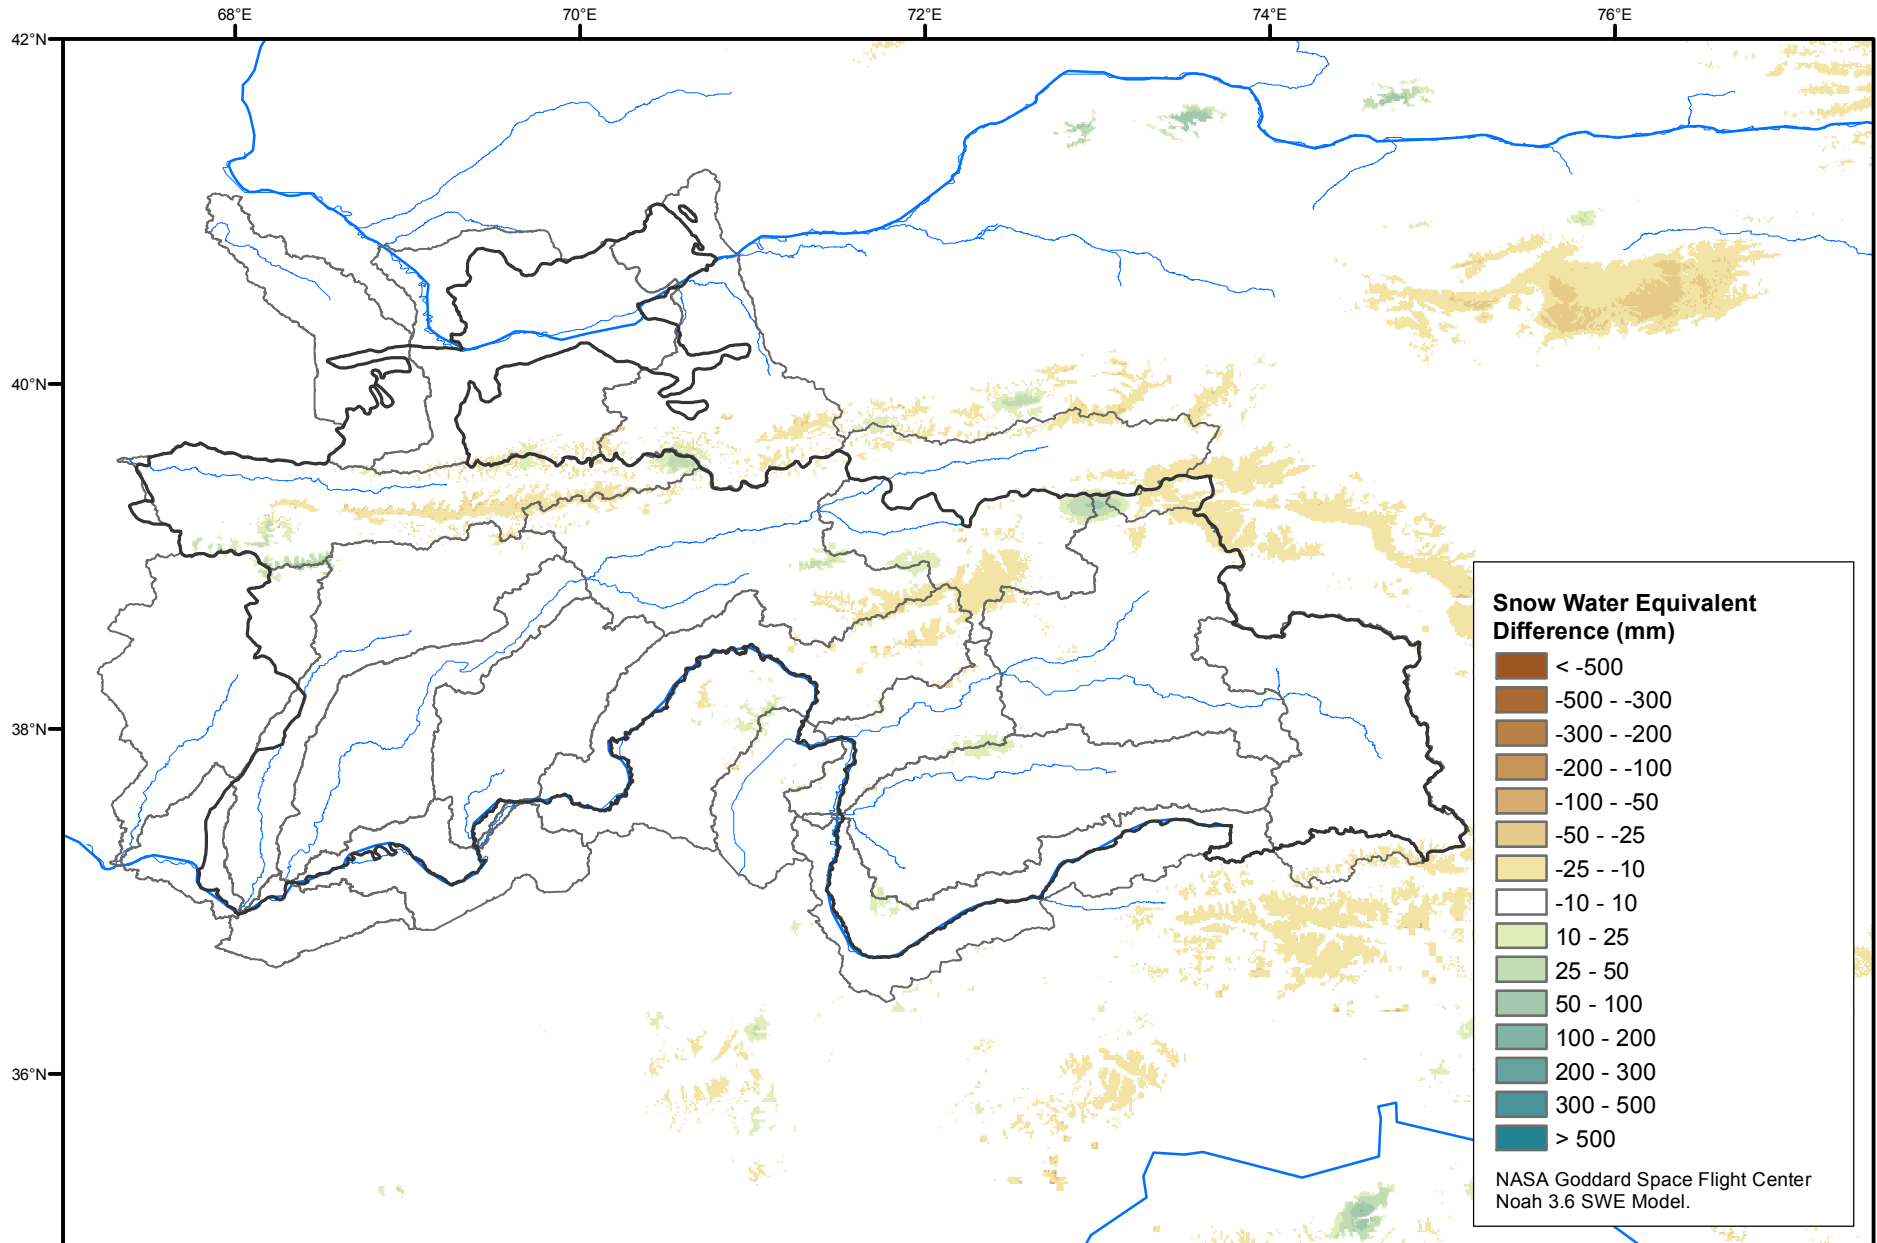 68°E
70°E
72°E
74°E
76°E
42°N
40°N
38°N
36°N
Snow Water Equivalent
Difference (mm)
< -500
-500 - -300
-300 - -200
-200 - -100
-100 - -50
-50 - -25
-25 - -10
-10 - 10
10 - 25
25 - 50
50 - 100
100 - 200
200 - 300
300 - 500
> 500
NASA Goddard Space Flight Center
Noah 3.6 SWE Model.